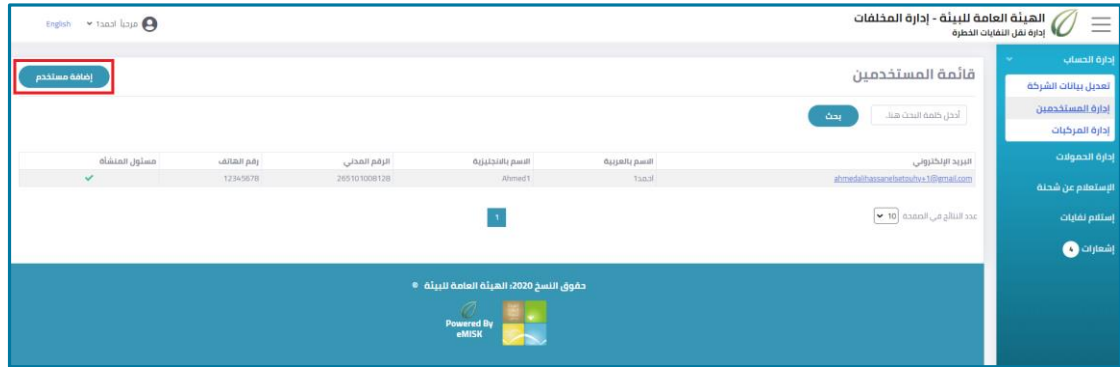 الهيئة العامة للبيئة - إدارة المخلفات
إدارة نقل النفايات الخطرة
مرحباً احمد1
English
إدارة الحساب
تعديل بيانات الشركة
إدارة المستخدمين
إدارة المركبات
إدارة الحمولات
الإستعلام عن شحنة
إستلام نفايات
إشعارات ٤
قائمة المستخدمين
إضافة مستخدم
أدخل كلمة البحث هنا.
بحث
البريد الإلكتروني الاسم بالعربية الاسم بالانجليزية الرقم المدني رقم الهاتف مسئول المنشأة
ahmedalihassanelsetouhy+1@gmail.com احمد1 Ahmed1 265101008128 12345678
عدد النتائج في الصفحة 10
1
حقوق النسخ 2020، الهيئة العامة للبيئة ©
Powered By
eMISK